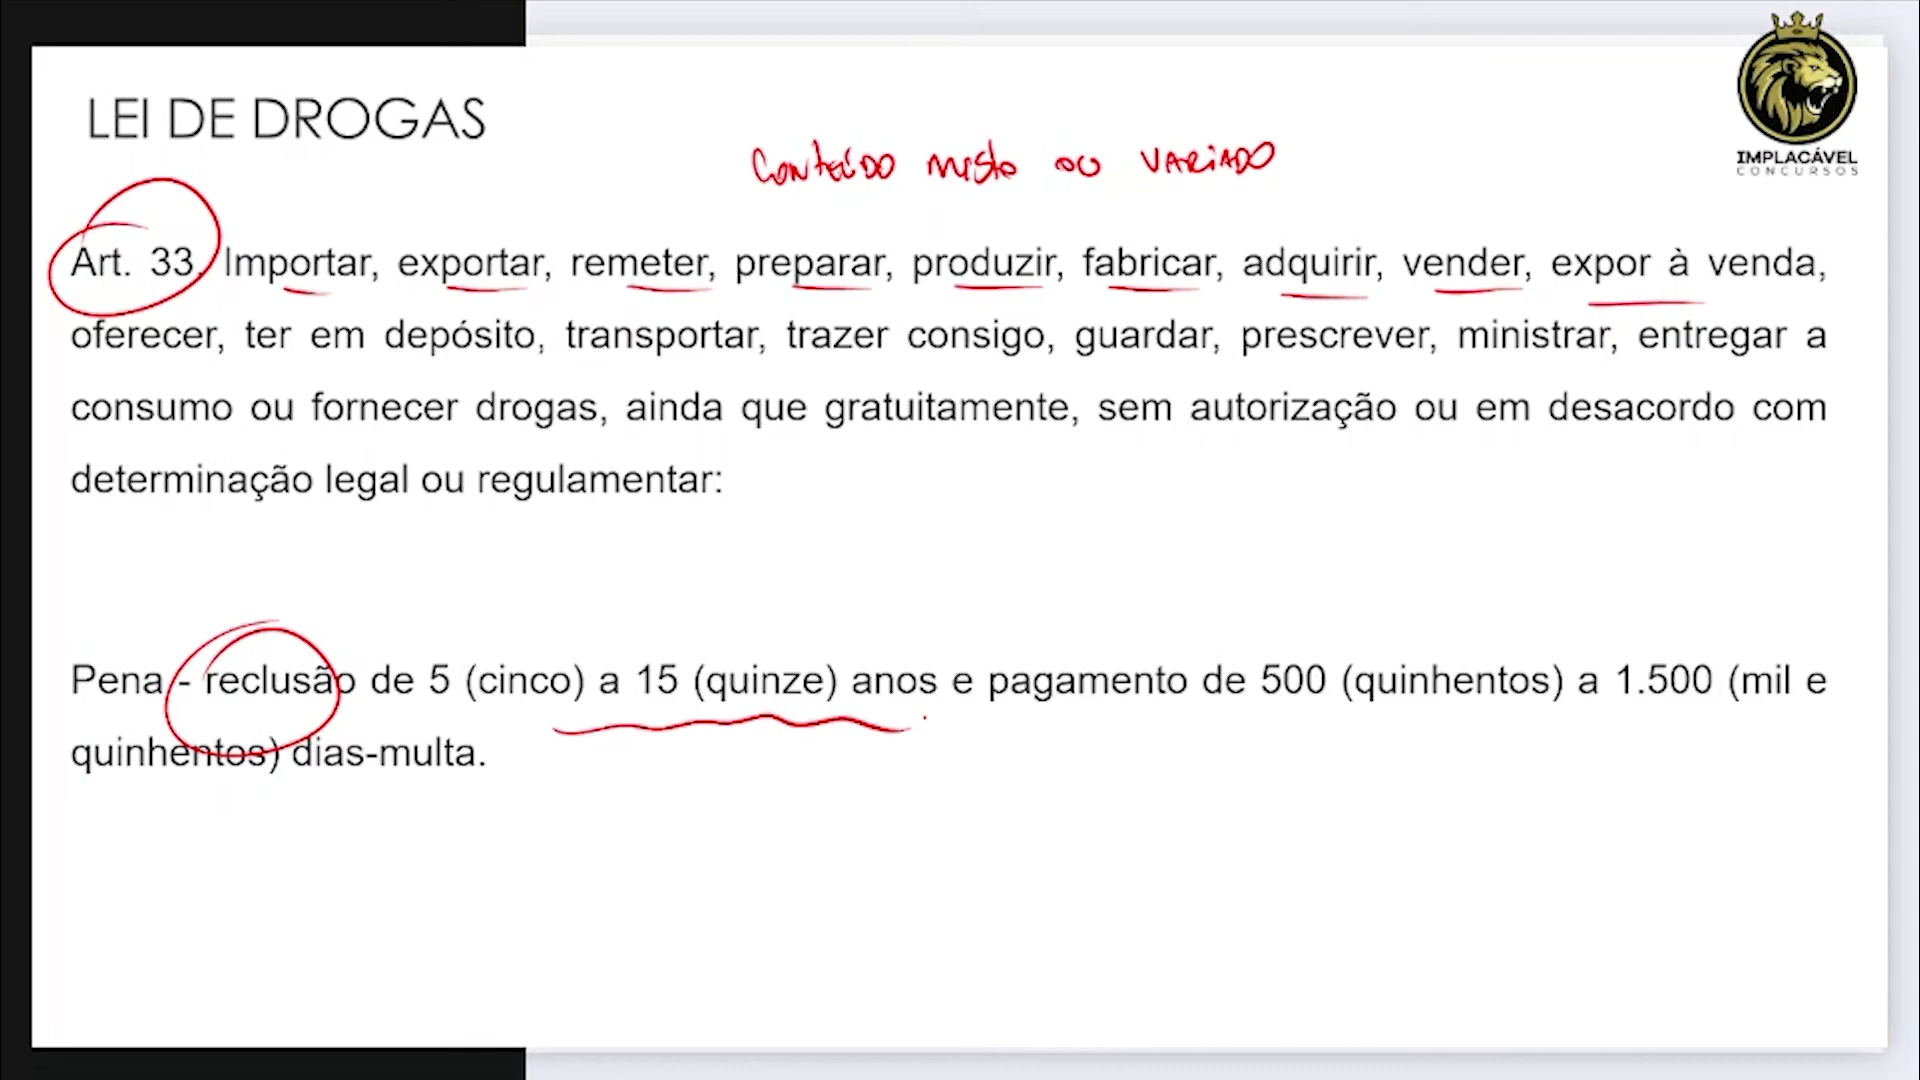 LEI DE DROGAS
IMPLACÁVEL
CONCURSOS
CONTEÚDO MISTO OU VARIADO
Art. 33. Importar, exportar, remeter, preparar, produzir, fabricar, adquirir, vender, expor à venda,
oferecer, ter em depósito, transportar, trazer consigo, guardar, prescrever, ministrar, entregar a
consumo ou fornecer drogas, ainda que gratuitamente, sem autorização ou em desacordo com
determinação legal ou regulamentar:
Pena - reclusão de 5 (cinco) a 15 (quinze) anos e pagamento de 500 (quinhentos) a 1.500 (mil e
quinhentos) dias-multa.